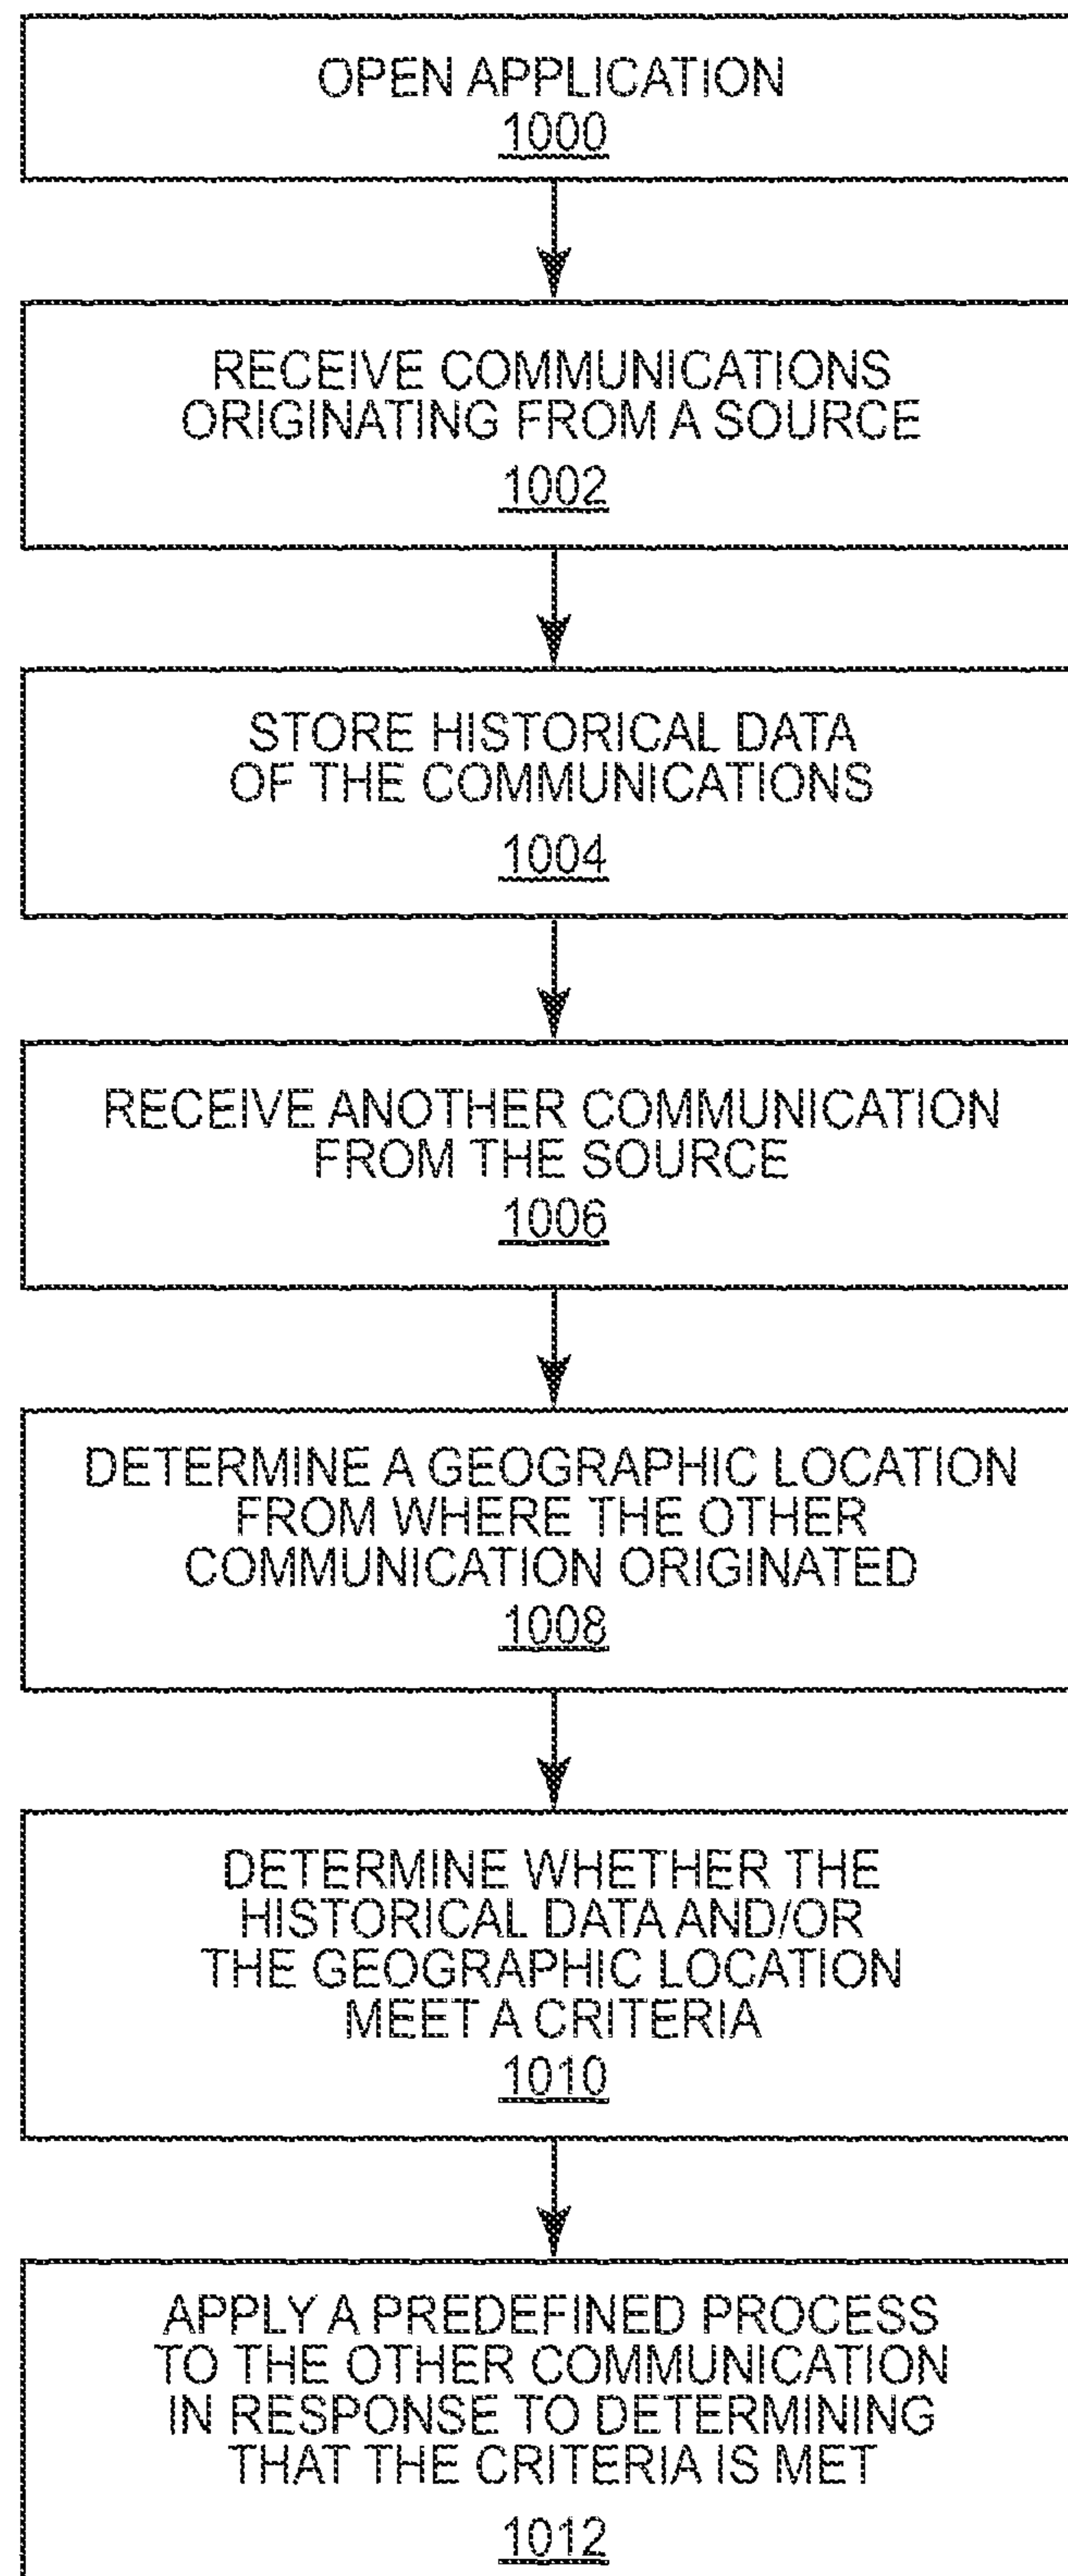 OPEN APPLICATION
1000
RECEIVE COMMUNICATIONS
ORIGINATING FROM A SOURCE
1002
STORE HISTORICAL DATA
OF THE COMMUNICATIONS
1004
RECEIVE ANOTHER COMMUNICATION
FROM THE SOURCE
1006
DETERMINE A GEOGRAPHIC LOCATION
FROM WHERE THE OTHER
COMMUNICATION ORIGINATED
1008
DETERMINE WHETHER THE
HISTORICAL DATA AND/OR
THE GEOGRAPHIC LOCATION
MEET A CRITERIA
1010
APPLY A PREDEFINED PROCESS
TO THE OTHER COMMUNICATION
IN RESPONSE TO DETERMINING
THAT THE CRITERIA IS MET
1012